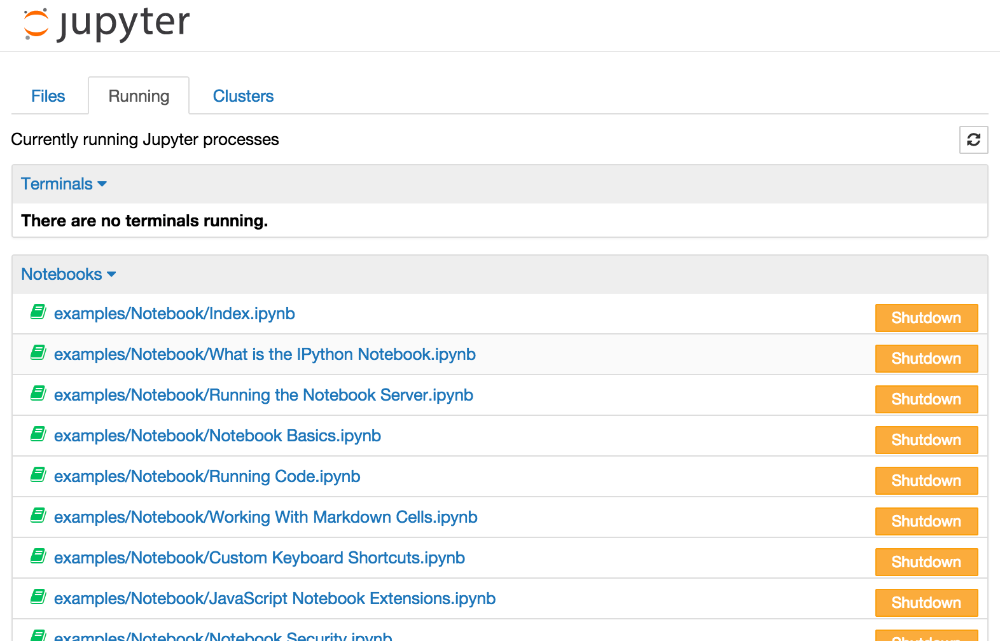 jupyter
Files Running Clusters
Currently running Jupyter processes
Terminals
There are no terminals running.
Notebooks
examples/Notebook/Index.ipynb Shutdown
examples/Notebook/What is the IPython Notebook.ipynb Shutdown
examples/Notebook/Running the Notebook Server.ipynb Shutdown
examples/Notebook/Notebook Basics.ipynb Shutdown
examples/Notebook/Running Code.ipynb Shutdown
examples/Notebook/Working With Markdown Cells.ipynb Shutdown
examples/Notebook/Custom Keyboard Shortcuts.ipynb Shutdown
examples/Notebook/JavaScript Notebook Extensions.ipynb Shutdown
examples/Notebook/Notebook Security.ipynb Shutdown